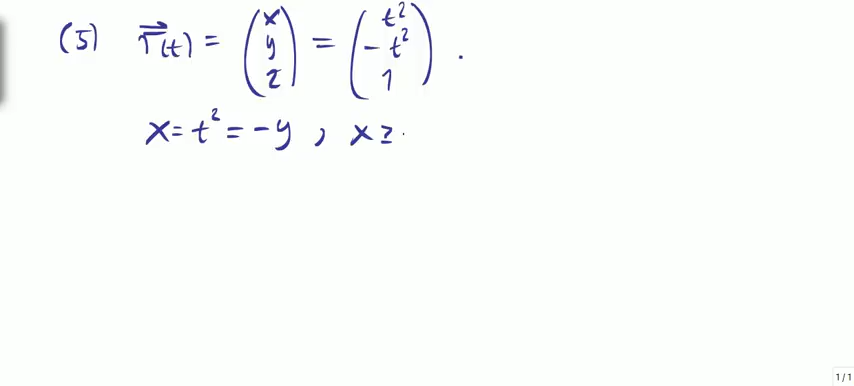 (5) r⃗(t) = (x y z) = (t² -t² 1) .
x = t² = -y , x ≥
1/1